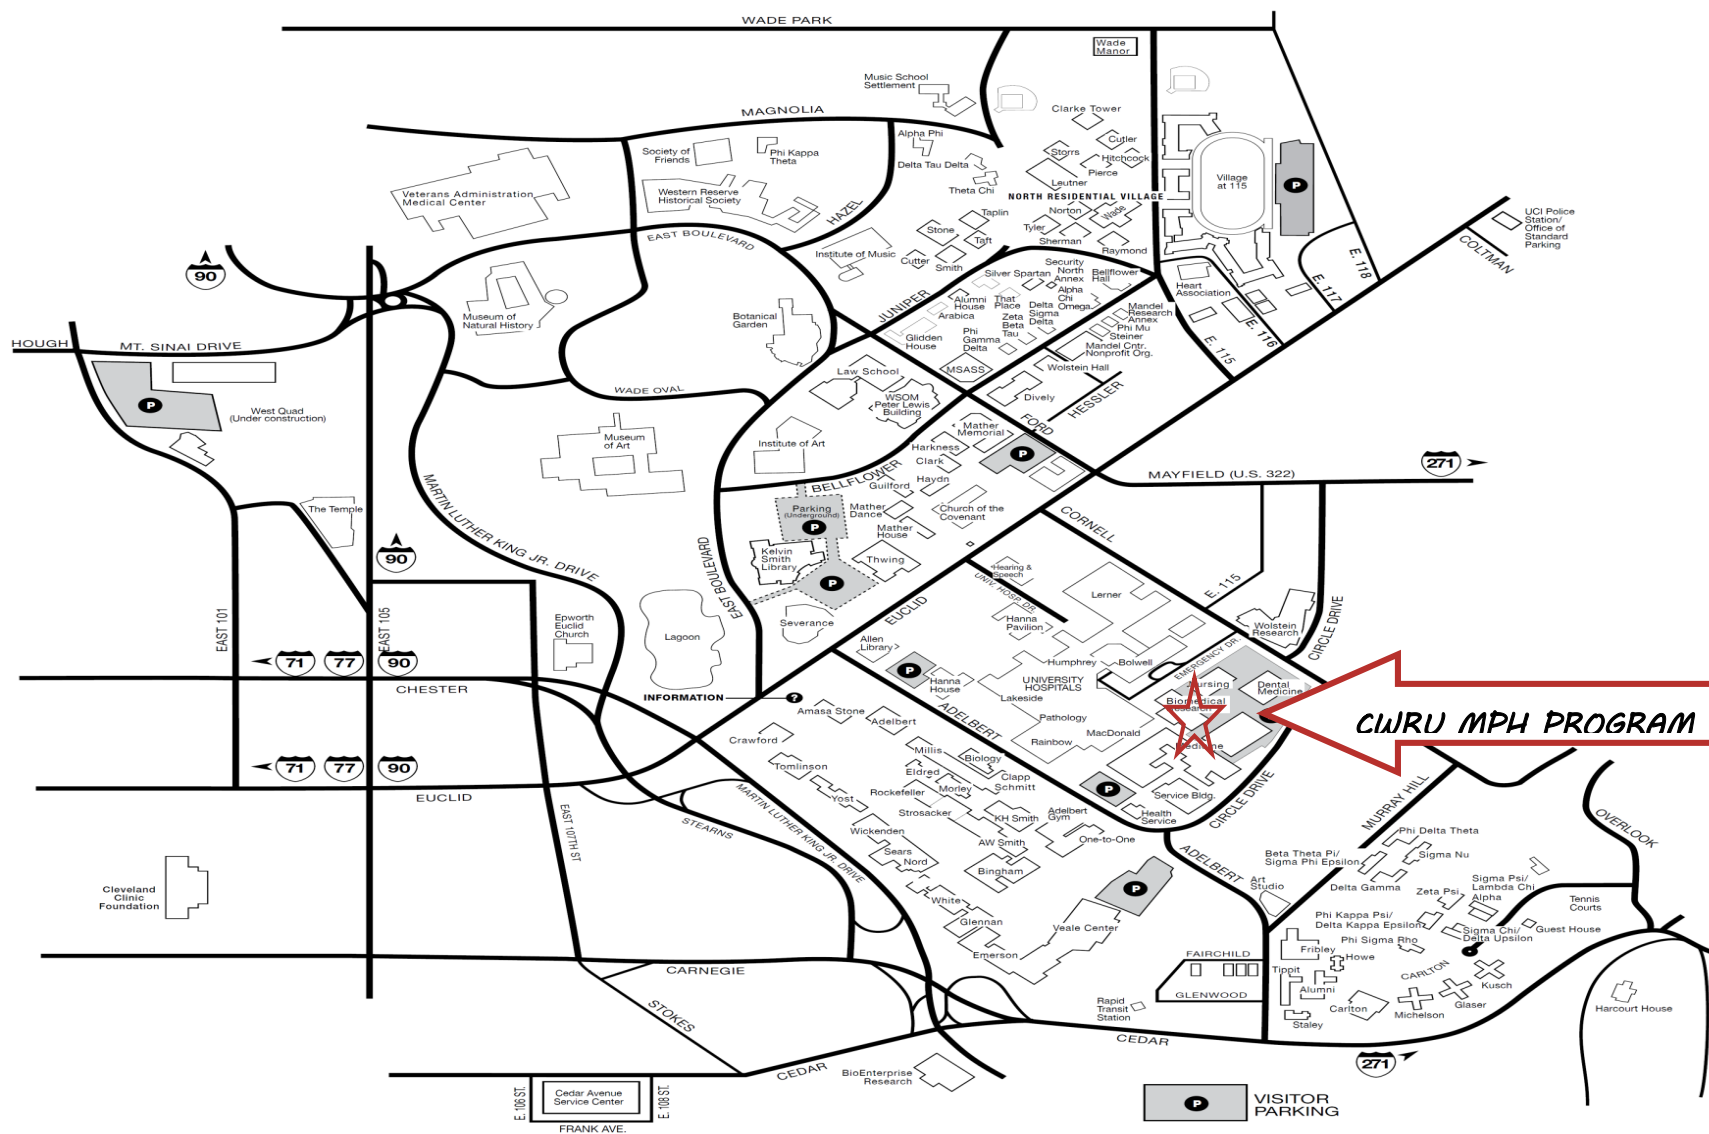 WADE PARK
Wade
Manor
Music School
Settlement
MAGNOLIA
Clarke Tower
Alpha Phi
Cutler
Society of
Friends
Phi Kappa
Theta
Storrs
Hitchcock
Delta Tau Delta
Pierce
Leutner
Village
at 115
P
Veterans Administration
Medical Center
Western Reserve
Historical Society
Theta Chi
NORTH RESIDENTIAL VILLAGE
HAZEL
Taplin
Norton
Wade
UCI Police
Station/
Office of
Standard
Parking
Stone
Tyler
Taft
Sherman
Raymond
COLTMAN
EAST BOULEVARD
Institute of Music
Cutter
Smith
E. 118
90
Security
North
Annex
Bellflower
Hall
Silver Spartan
Heart
Association
E. 117
Alpha
Chi
Omega
JUNIPER
Alumni
House
That
Place
Arabica
Delta
Sigma
Delta
Zeta
Beta
Tau
Mandel
Research
Annex
Phi Mu
Steiner
Mandel Cntr.
Nonprofit Org.
E. 116
E. 115
Museum of
Natural History
Botanical
Garden
Glidden
House
Phi
Gamma
Delta
HOUGH
MT. SINAI DRIVE
MSASS
Wolstein Hall
Law School
WADE OVAL
WSOM
Peter Lewis
Building
Dively
HESSLER
P
West Quad
(Under construction)
FORD
Mather
Memorial
Museum
of Art
Institute of Art
Harkness
P
Clark
271
MAYFIELD (U.S. 322)
BELLFLOWER
Guilford
Haydn
MARTIN LUTHER KING JR. DRIVE
The Temple
Parking
(Underground)
P
Mather
Dance
Church of the
Covenant
Mather
House
CORNELL
90
EAST BOULEVARD
Kelvin
Smith
Library
Thwing
P
Hearing &
Speech
UNIV. HOSP. DR.
Lerner
E. 115
EAST 101
EAST 105
Epworth
Euclid
Church
Lagoon
Severance
EUCLID
Hanna
Pavilion
Wolstein
Research
CIRCLE DRIVE
Allen
Library
71
77
90
P
Hanna
House
Humphrey
Bolwell
EMERGENCY DR.
CHESTER
INFORMATION
?
UNIVERSITY
HOSPITALS
Lakeside
Nursing
Dental
Medicine
Biomedical
Research
Amasa Stone
Adelbert
ADELBERT
Pathology
MacDonald
Rainbow
Medicine
CWRU MPH PROGRAM
Crawford
Millis
Biology
71
77
90
Tomlinson
Eldred
Clapp
Schmitt
Morley
Rockefeller
P
Service Bldg.
CIRCLE DRIVE
EUCLID
Yost
Strosacker
KH Smith
Adelbert
Gym
Health
Service
MURRAY HILL
OVERLOOK
EAST 107TH ST
STEARNS
MARTIN LUTHER KING JR. DRIVE
Wickenden
AW Smith
One-to-One
Phi Delta Theta
Sears
Nord
ADELBERT
Beta Theta Pi/
Sigma Phi Epsilon
Sigma Nu
Bingham
P
Art
Studio
Delta Gamma
Sigma Psi/
Lambda Chi
Alpha
Zeta Psi
Cleveland
Clinic
Foundation
White
Tennis
Courts
Glennan
Veale Center
Phi Kappa Psi/
Delta Kappa Epsilon
Guest House
Sigma Chi/
Delta Upsilon
Emerson
Phi Sigma Rho
Fribley
Howe
FAIRCHILD
CARNEGIE
Tippit
CARLTON
Kusch
Alumni
GLENWOOD
Glaser
STOKES
Rapid
Transit
Station
Carlton
Michelson
Harcourt House
Staley
CEDAR
271
CEDAR
BioEnterprise
Research
E. 106 ST.
Cedar Avenue
Service Center
E. 108 ST.
FRANK AVE.
P
VISITOR
PARKING